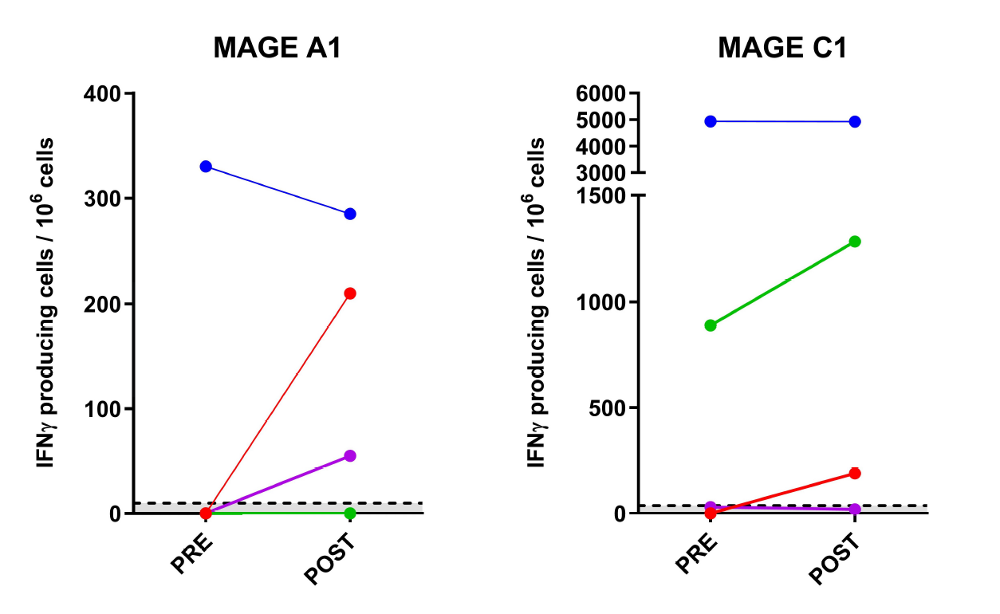 MAGE A1
400
300
200
100
0
IFNγ producing cells / 10⁶ cells
PRE
POST
MAGE C1
6000
5000
4000
3000
1500
1000
500
0
IFNγ producing cells / 10⁶ cells
PRE
POST